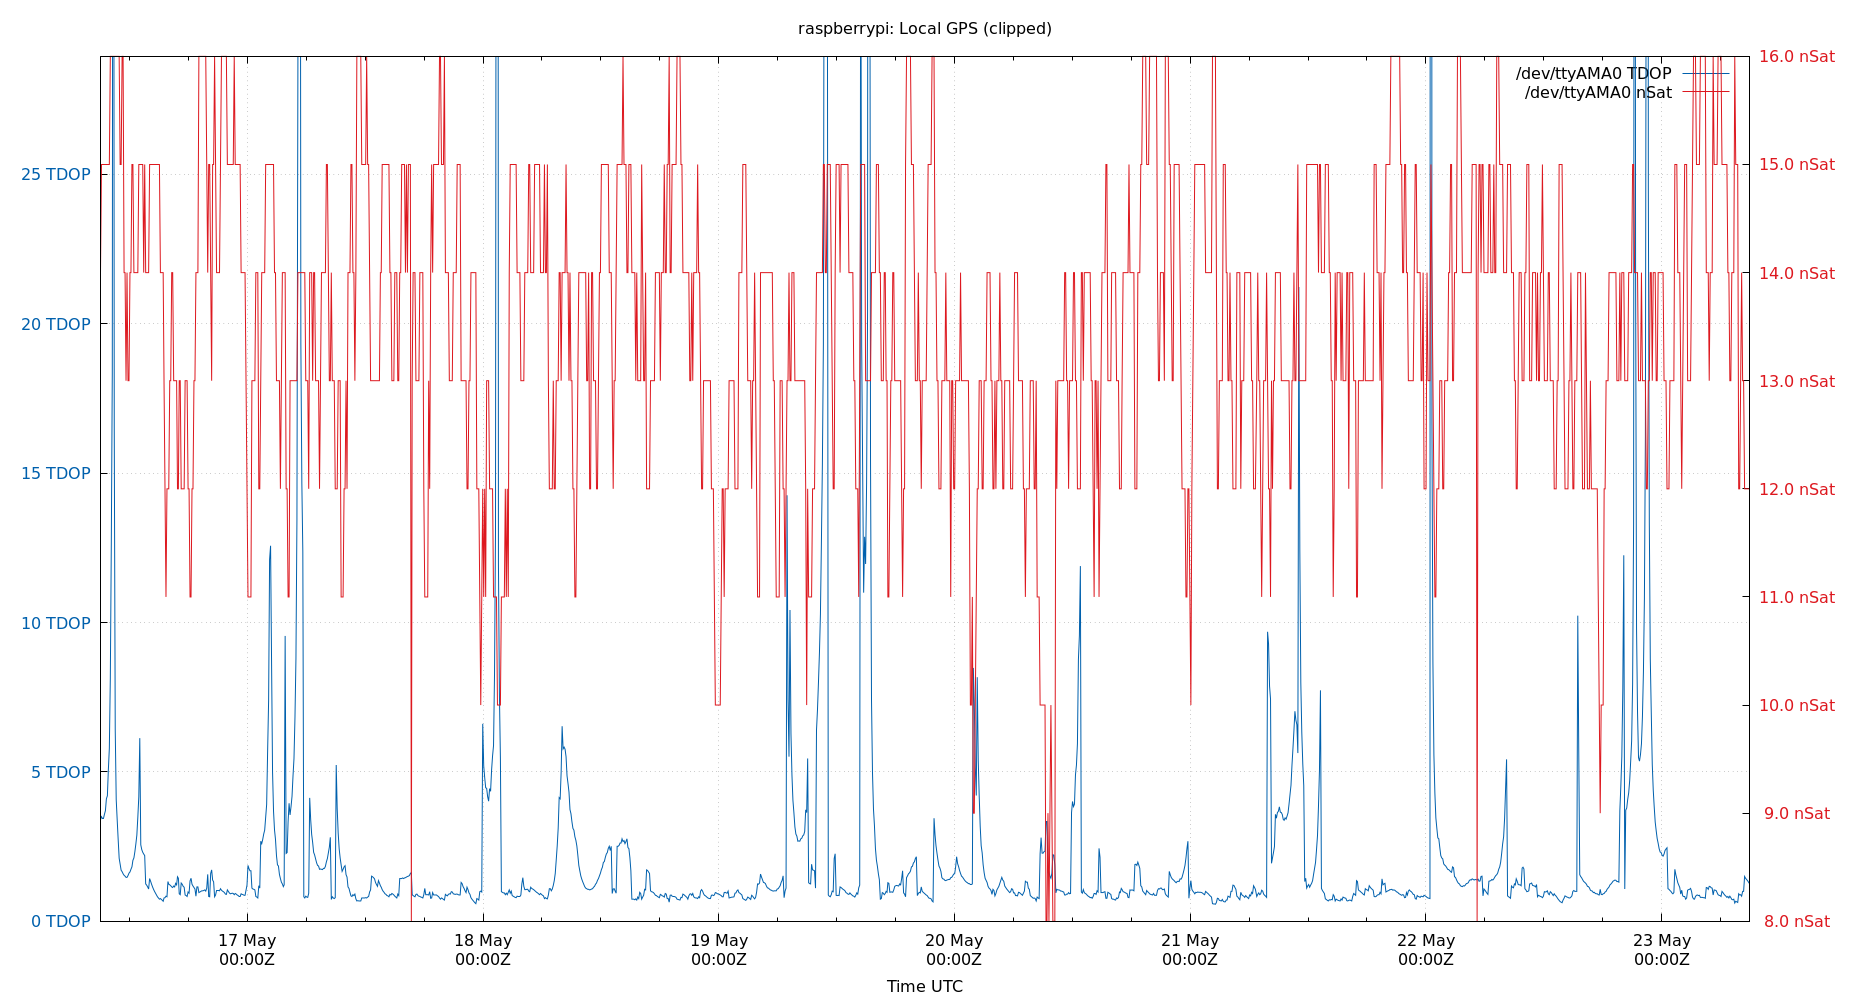 raspberrypi: Local GPS (clipped)
/dev/ttyAMA0 TDOP
/dev/ttyAMA0 nSat
25 TDOP
20 TDOP
15 TDOP
10 TDOP
5 TDOP
0 TDOP
16.0 nSat
15.0 nSat
14.0 nSat
13.0 nSat
12.0 nSat
11.0 nSat
10.0 nSat
9.0 nSat
8.0 nSat
17 May 18 May 19 May 20 May 21 May 22 May 23 May
00:00Z 00:00Z 00:00Z 00:00Z 00:00Z 00:00Z 00:00Z
Time UTC